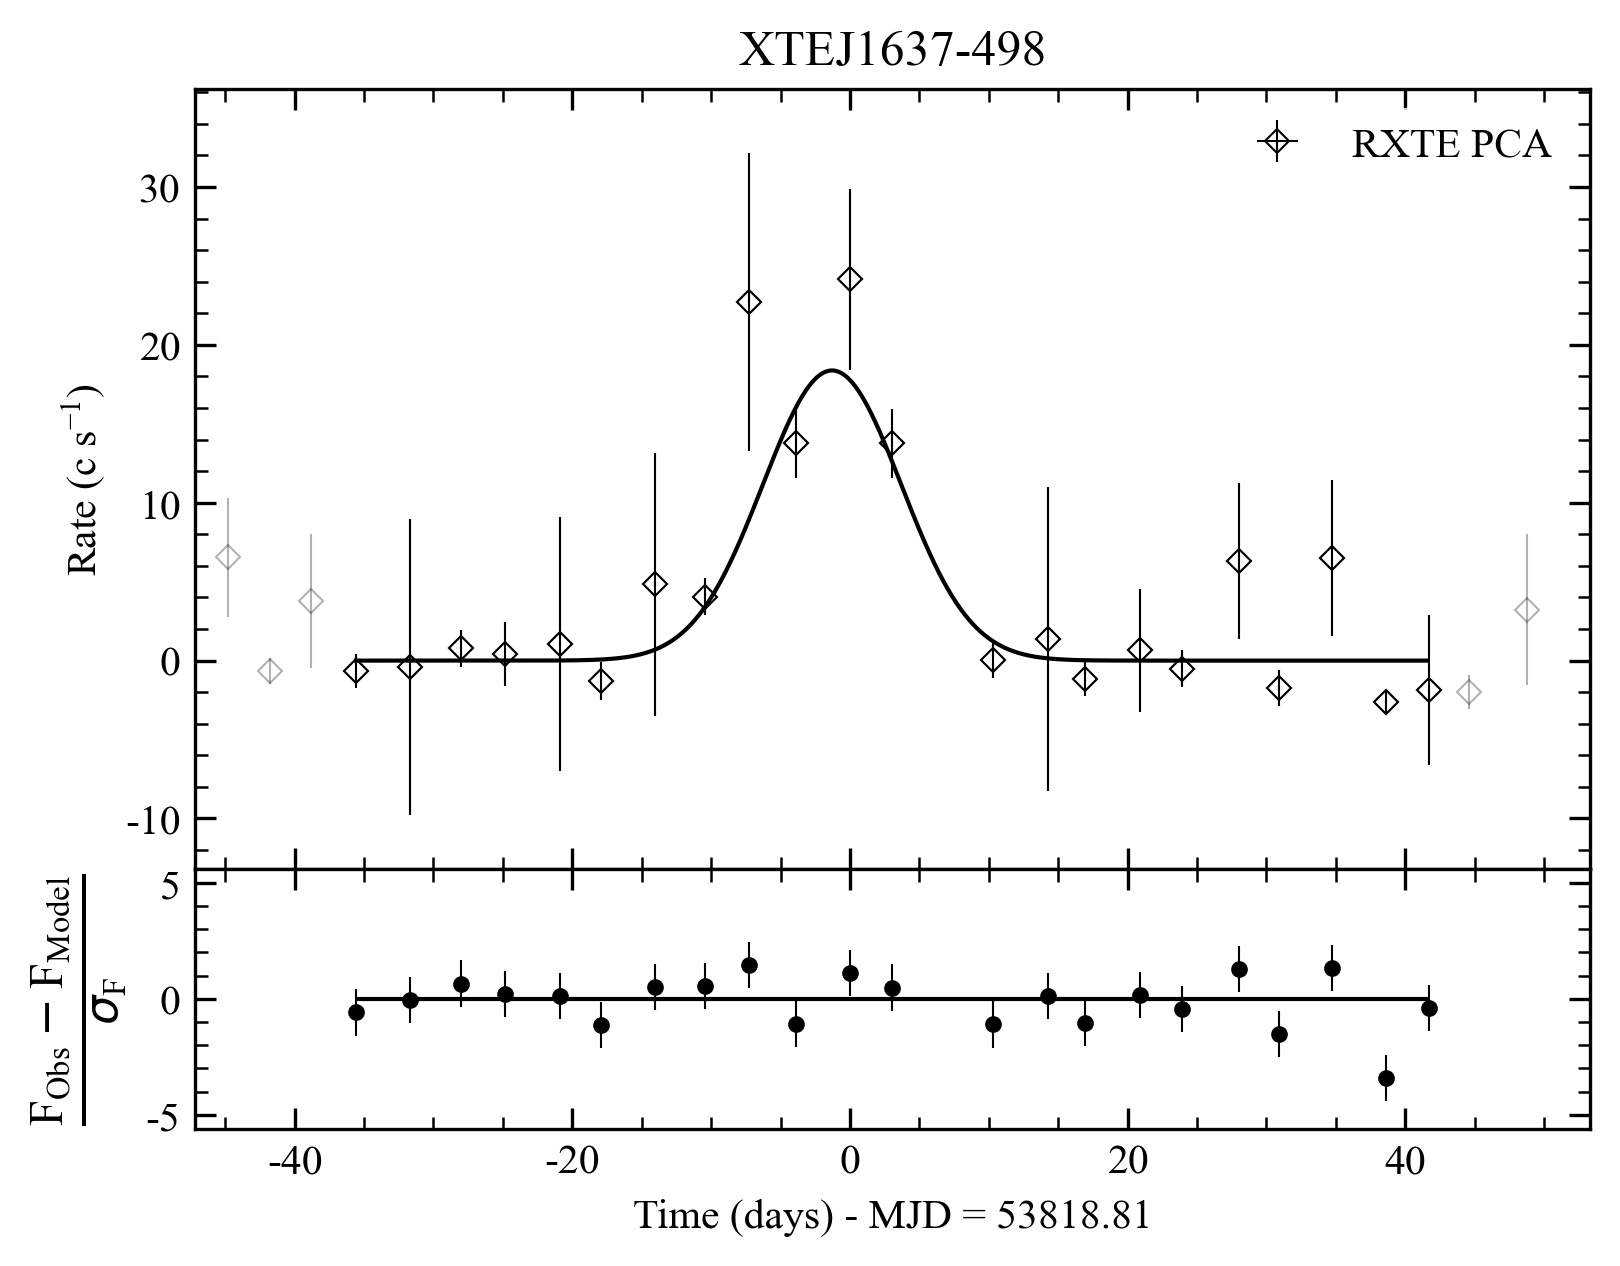 XTEJ1637-498
RXTE PCA
30
20
10
0
-10
Rate (c s⁻¹)
5
0
-5
F_Obs − F_Model
σ_F
-40 -20 0 20 40
Time (days) - MJD = 53818.81